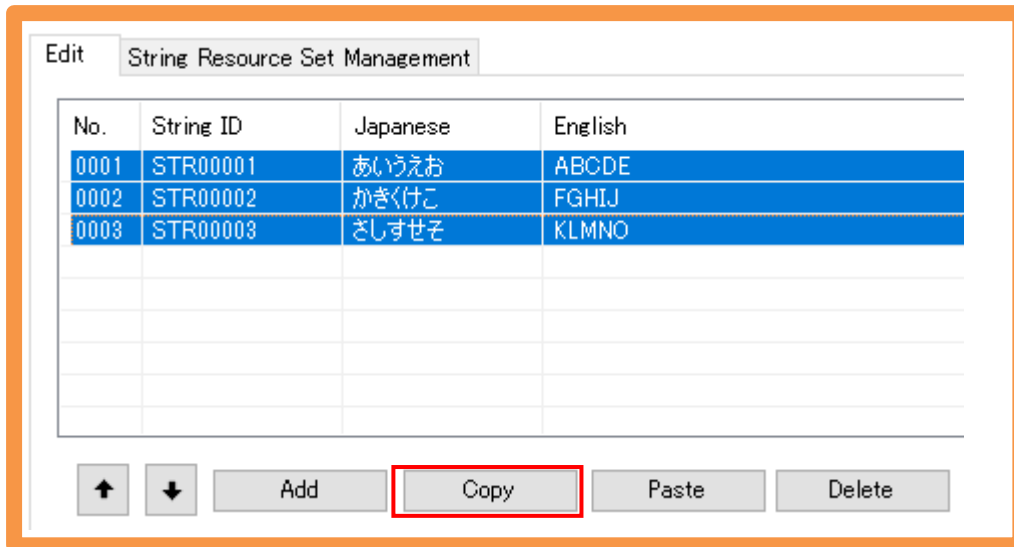 Edit String Resource Set Management
No. String ID Japanese English
0001 STR00001 あいうえお ABCDE
0002 STR00002 かきくけこ FGHIJ
0003 STR00003 さしすせそ KLMNO
Add Copy Paste Delete